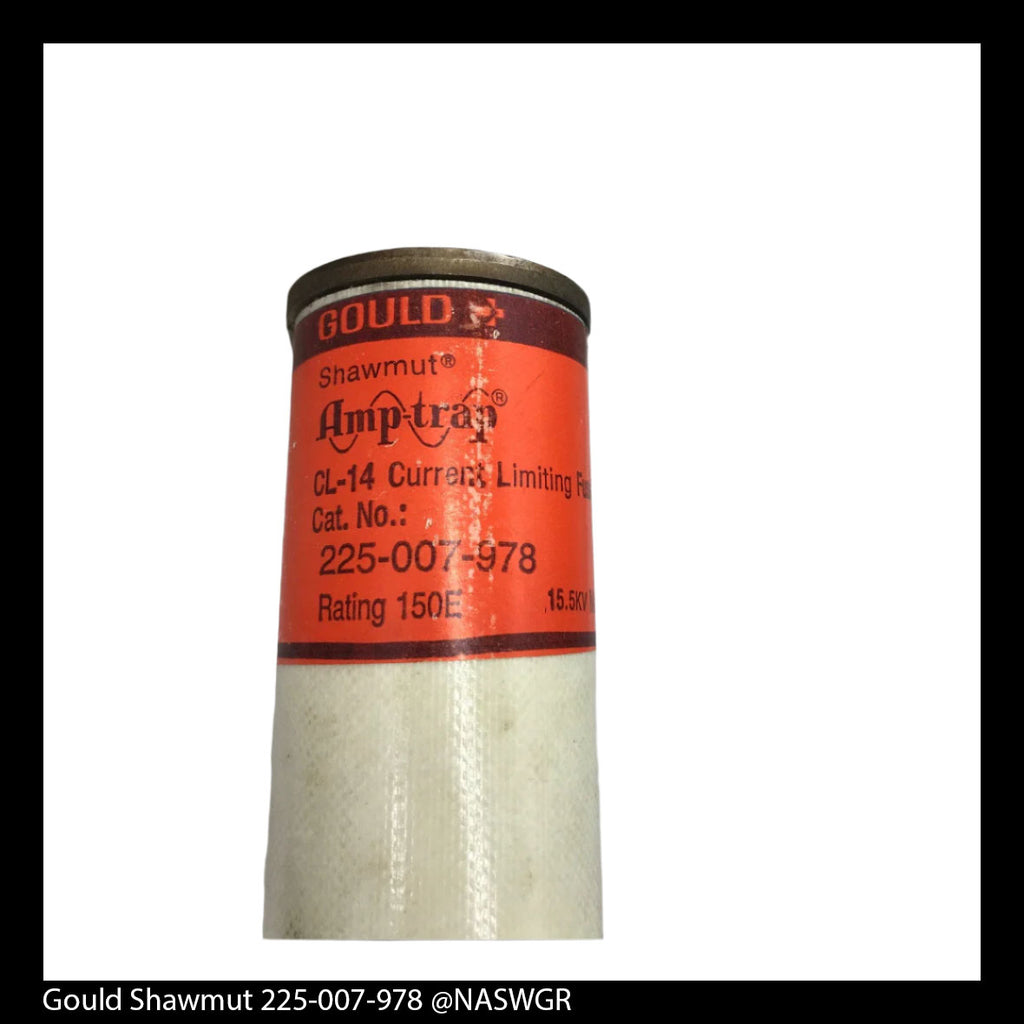 GOULD
Shawmut®
Amp-trap®
CL-14 Current Limiting
Cat. No.:
225-007-978
Rating 150E 15.5KV
Gould Shawmut 225-007-978 @NASWGR